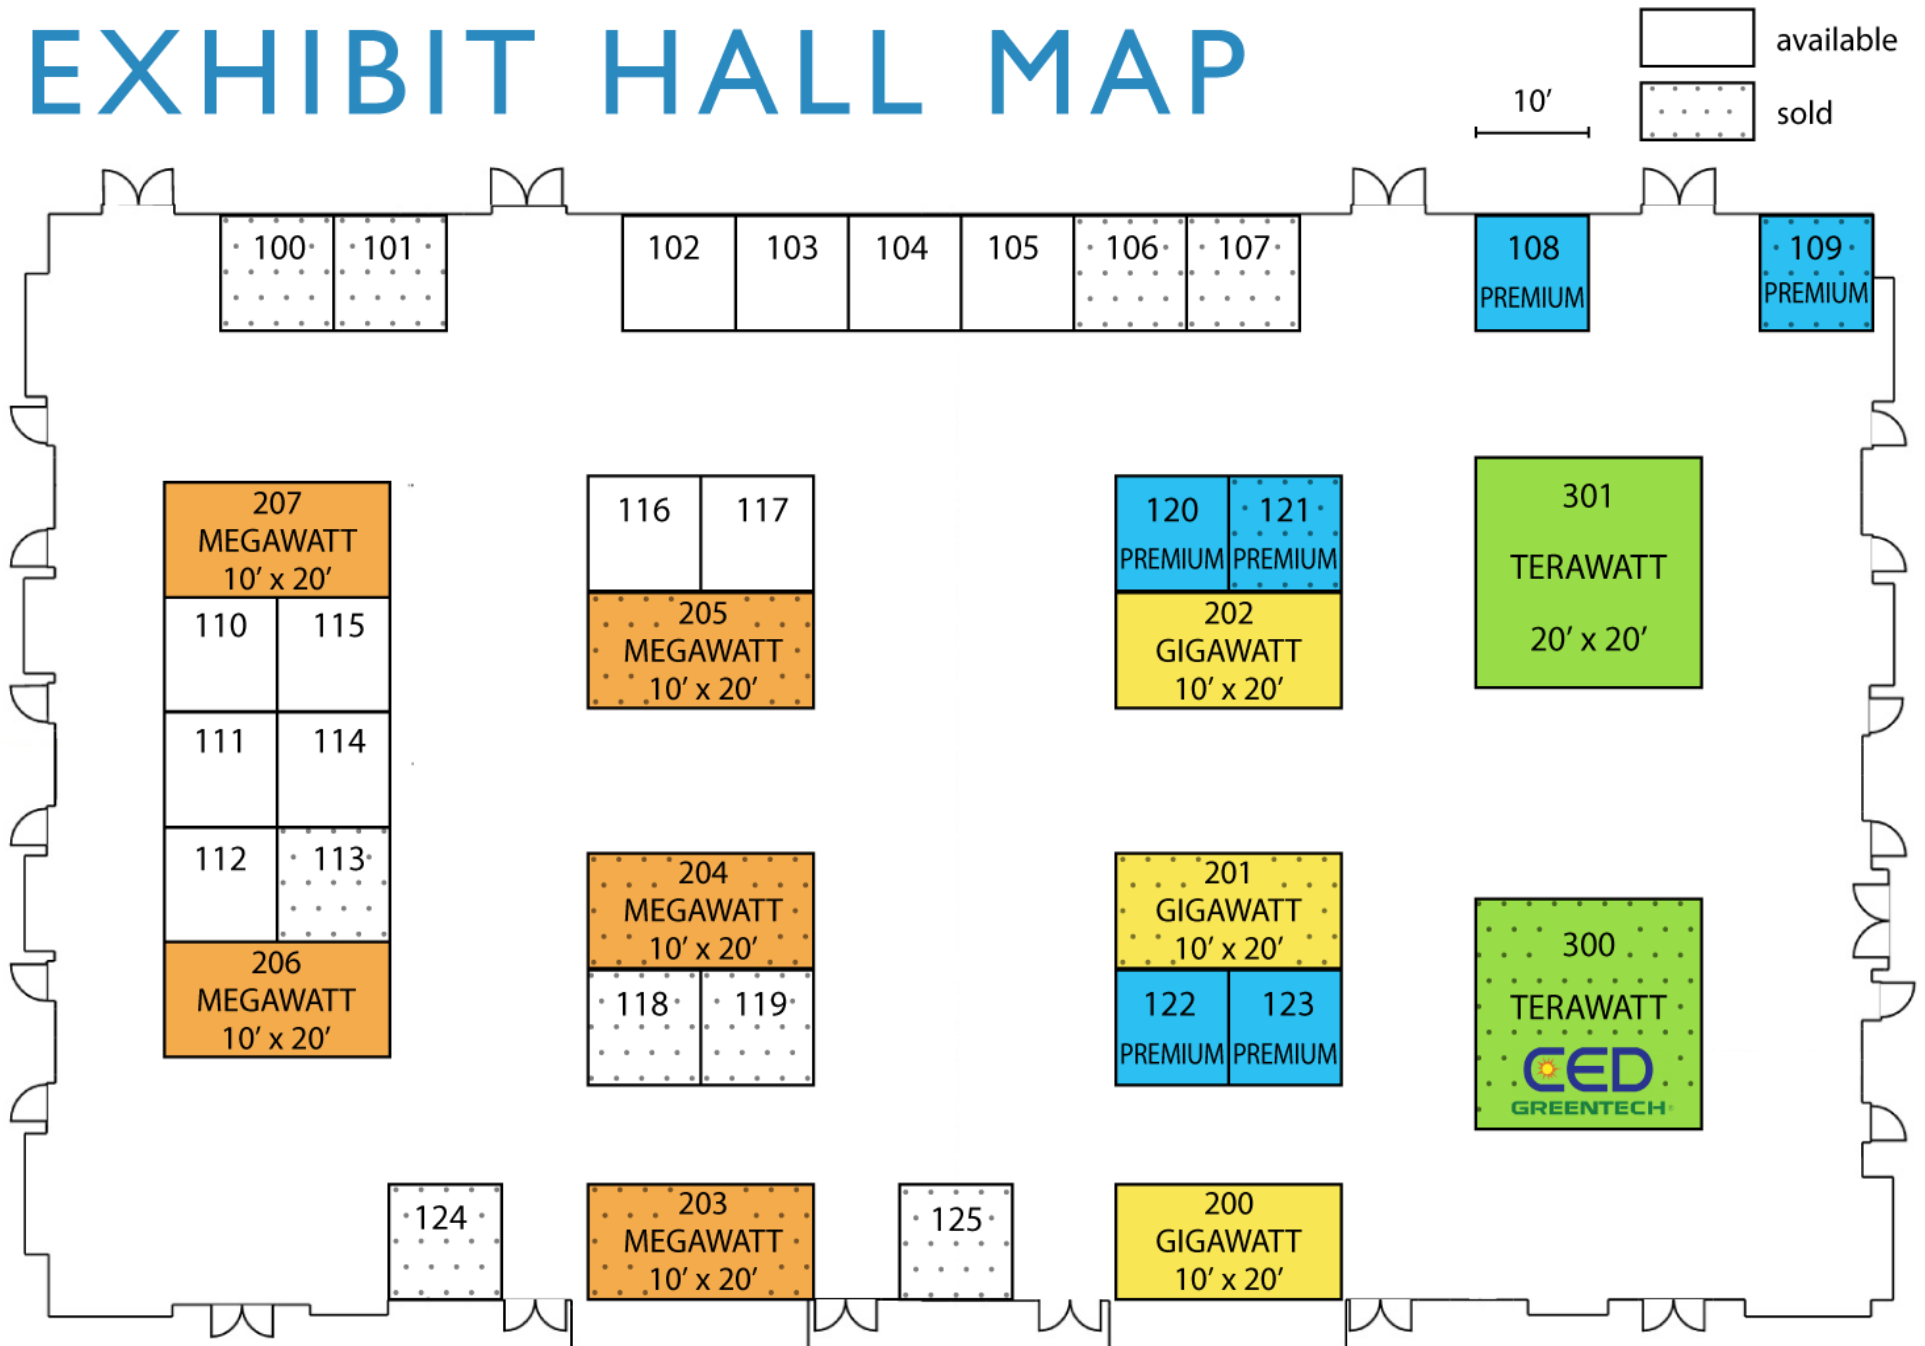 EXHIBIT HALL MAP
available
10’
sold
100
101
102
103
104
105
106
107
108
PREMIUM
109
PREMIUM
207
MEGAWATT
10’ x 20’
110
115
111
114
112
113
206
MEGAWATT
10’ x 20’
116
117
205
MEGAWATT
10’ x 20’
120
PREMIUM
121
PREMIUM
202
GIGAWATT
10’ x 20’
301
TERAWATT
20’ x 20’
204
MEGAWATT
10’ x 20’
118
119
201
GIGAWATT
10’ x 20’
122
PREMIUM
123
PREMIUM
300
TERAWATT
CED
GREENTECH
124
203
MEGAWATT
10’ x 20’
125
200
GIGAWATT
10’ x 20’